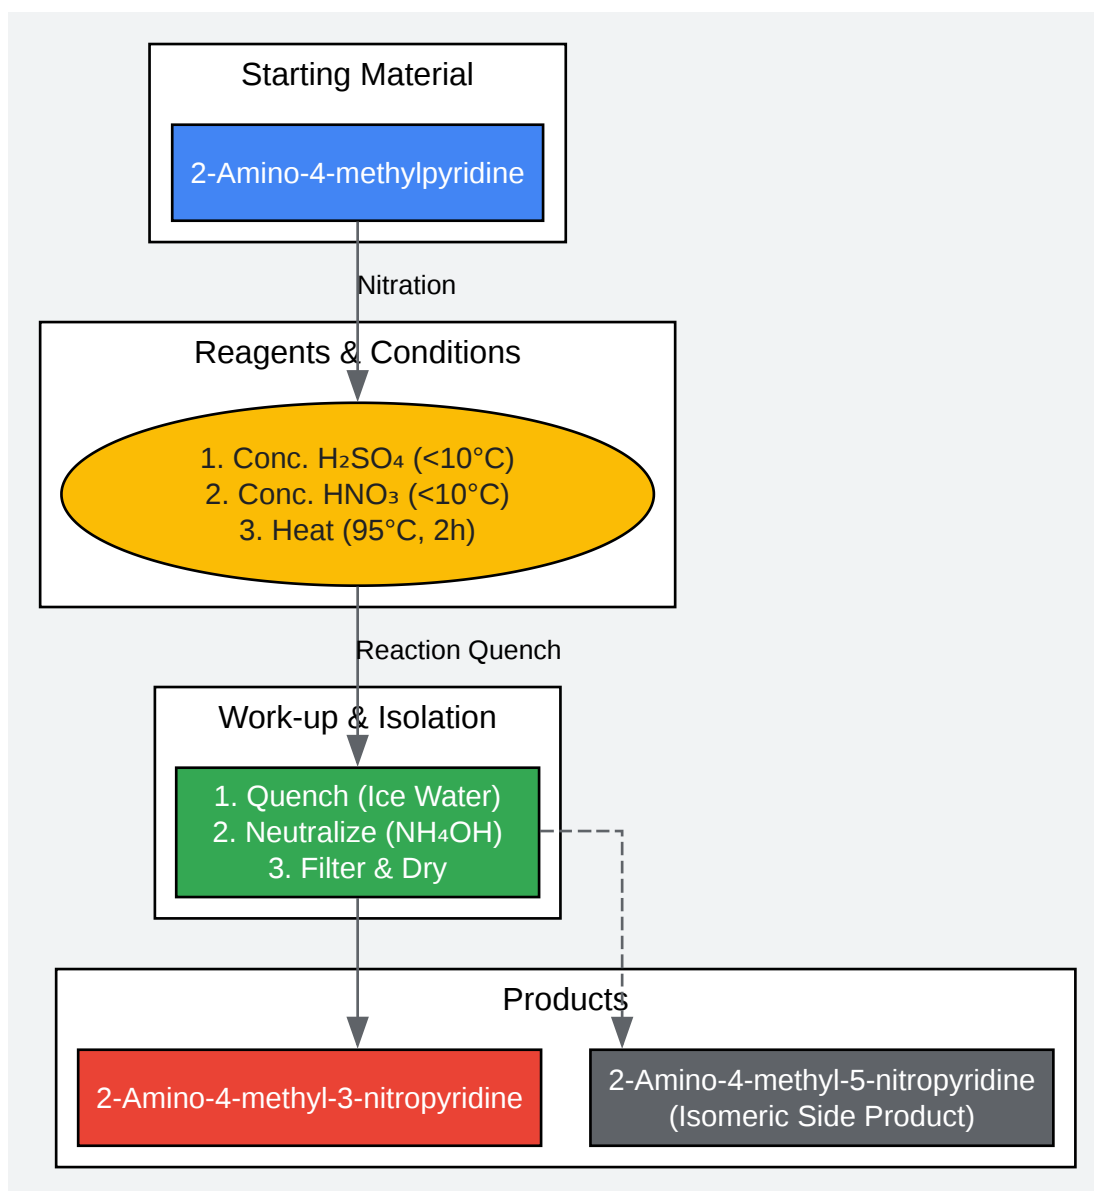 Starting Material
2-Amino-4-methylpyridine
Nitration
Reagents & Conditions
1. Conc. H₂SO₄ (<10°C)
2. Conc. HNO₃ (<10°C)
3. Heat (95°C, 2h)
Reaction Quench
Work-up & Isolation
1. Quench (Ice Water)
2. Neutralize (NH₄OH)
3. Filter & Dry
Products
2-Amino-4-methyl-3-nitropyridine
2-Amino-4-methyl-5-nitropyridine
(Isomeric Side Product)